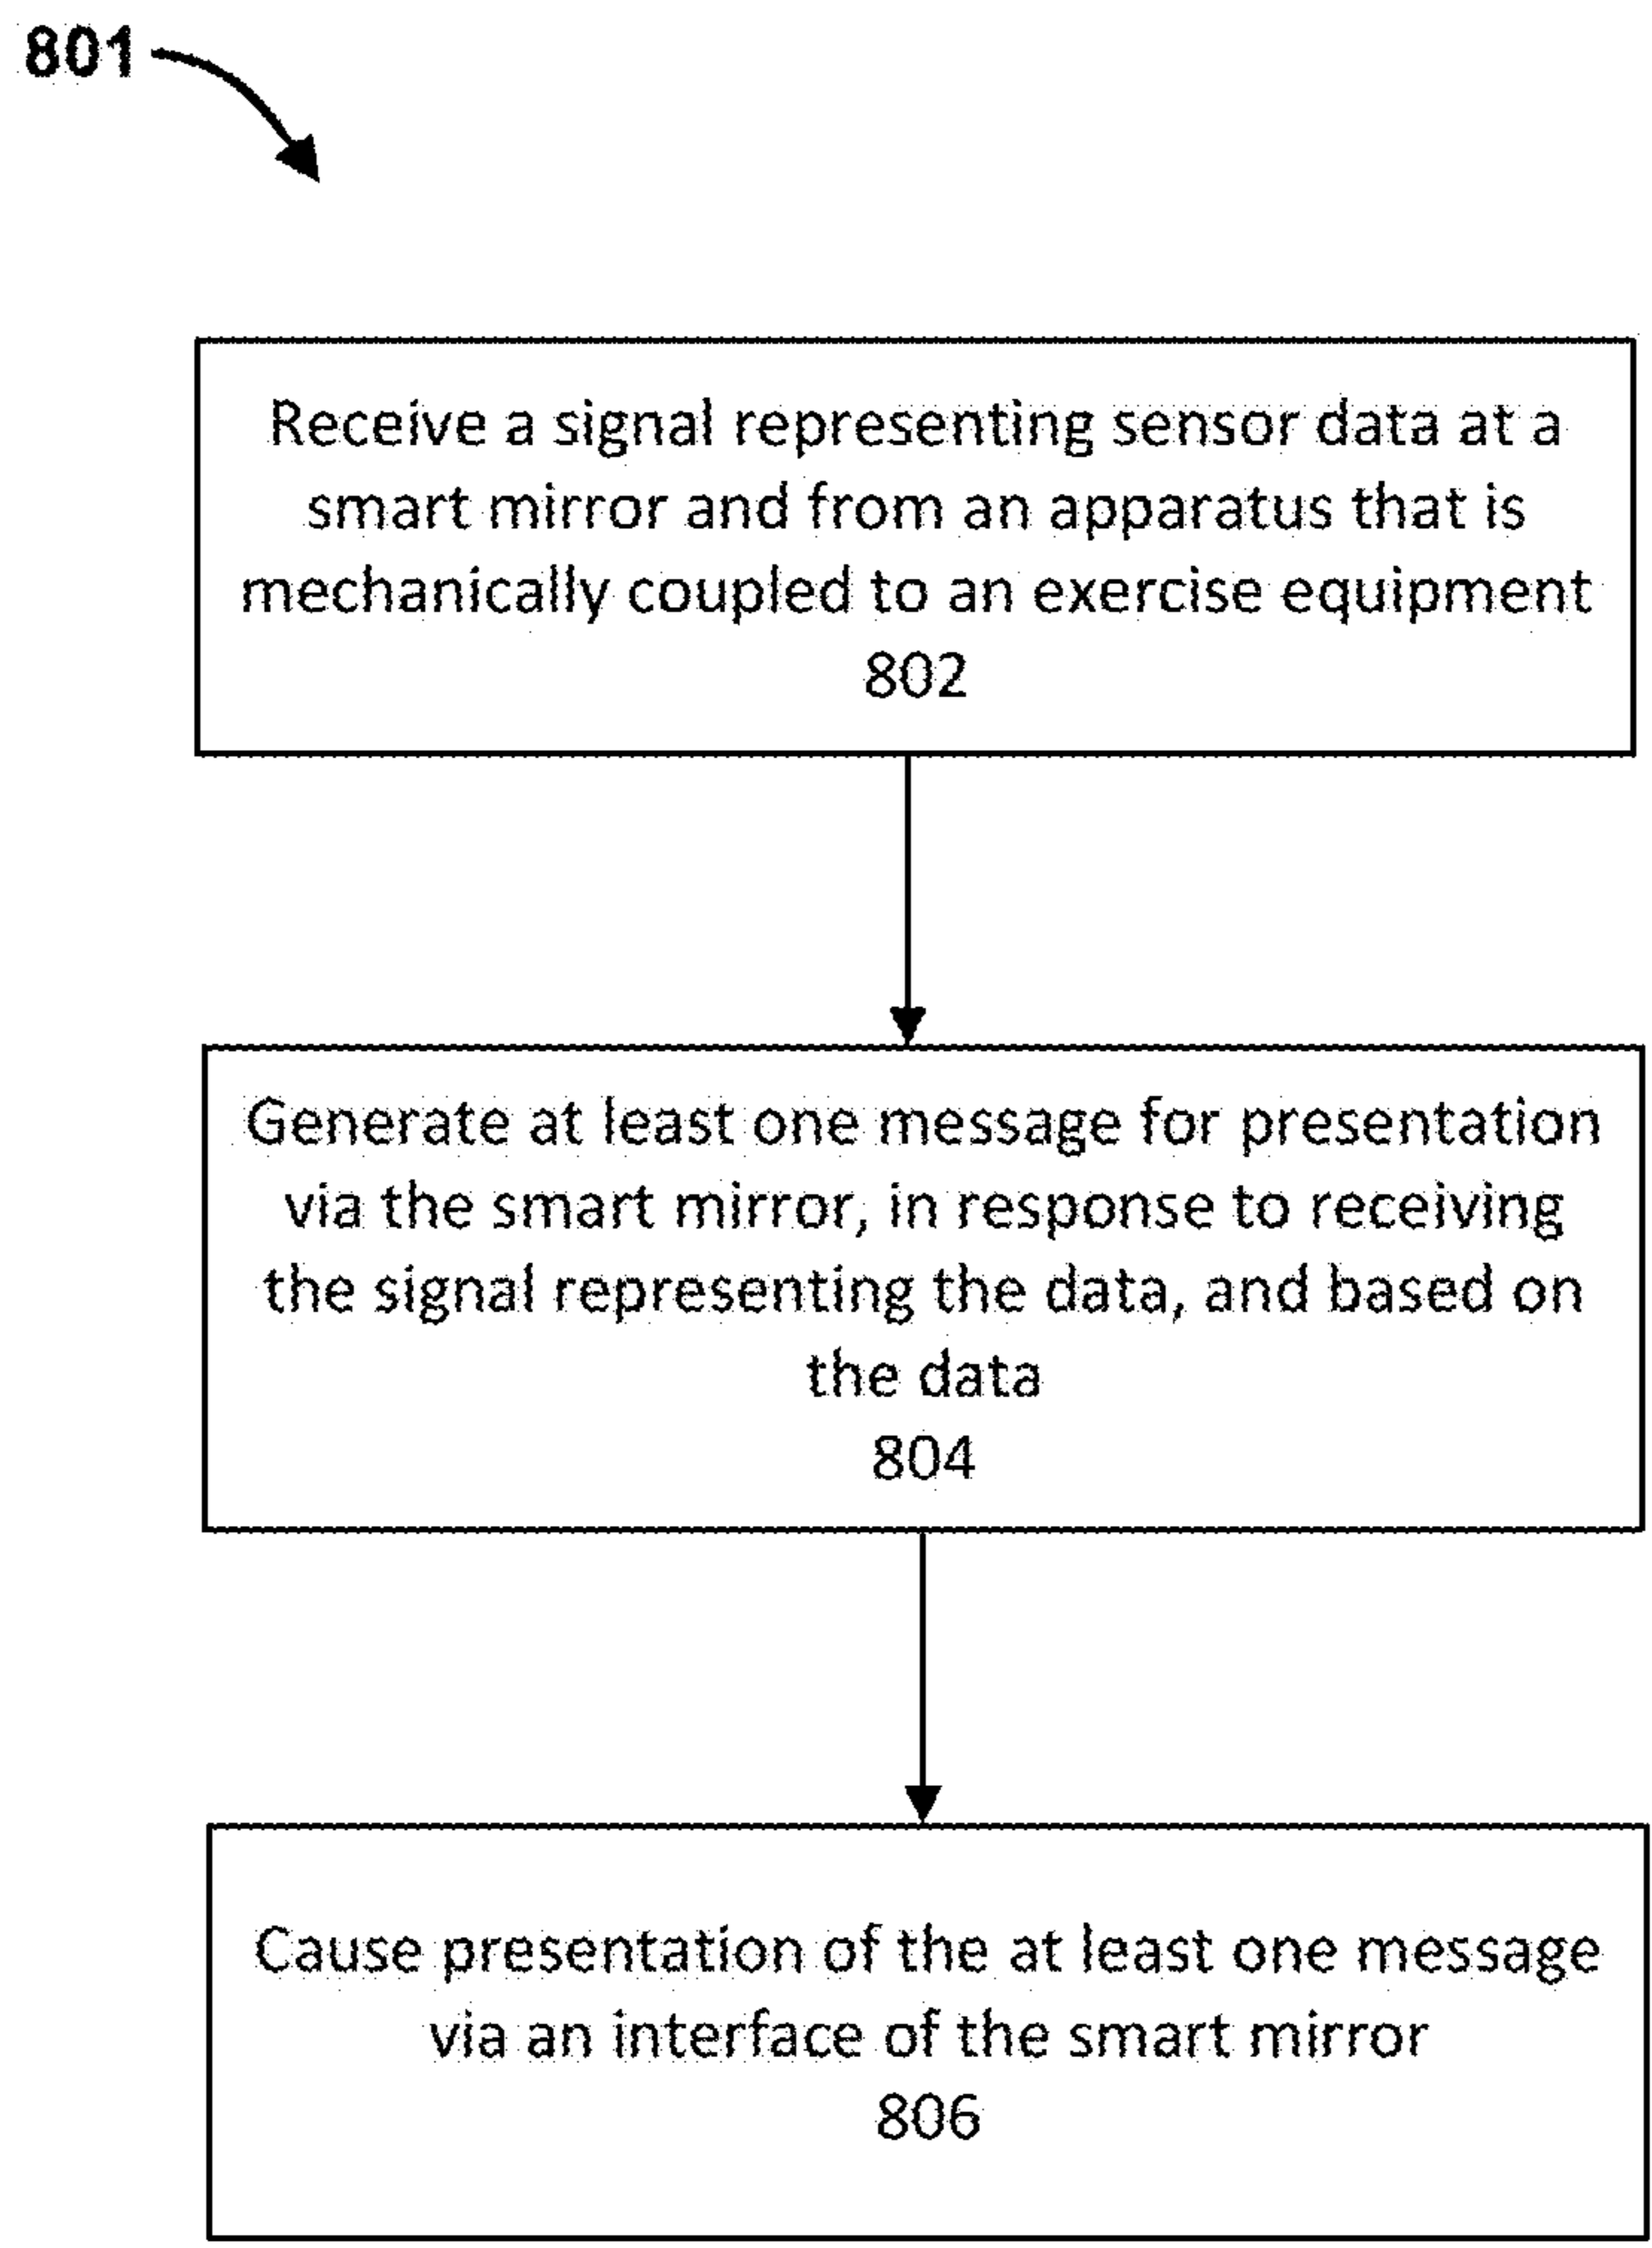 801
Receive a signal representing sensor data at a
smart mirror and from an apparatus that is
mechanically coupled to an exercise equipment
802
Generate at least one message for presentation
via the smart mirror, in response to receiving
the signal representing the data, and based on
the data
804
Cause presentation of the at least one message
via an interface of the smart mirror
806